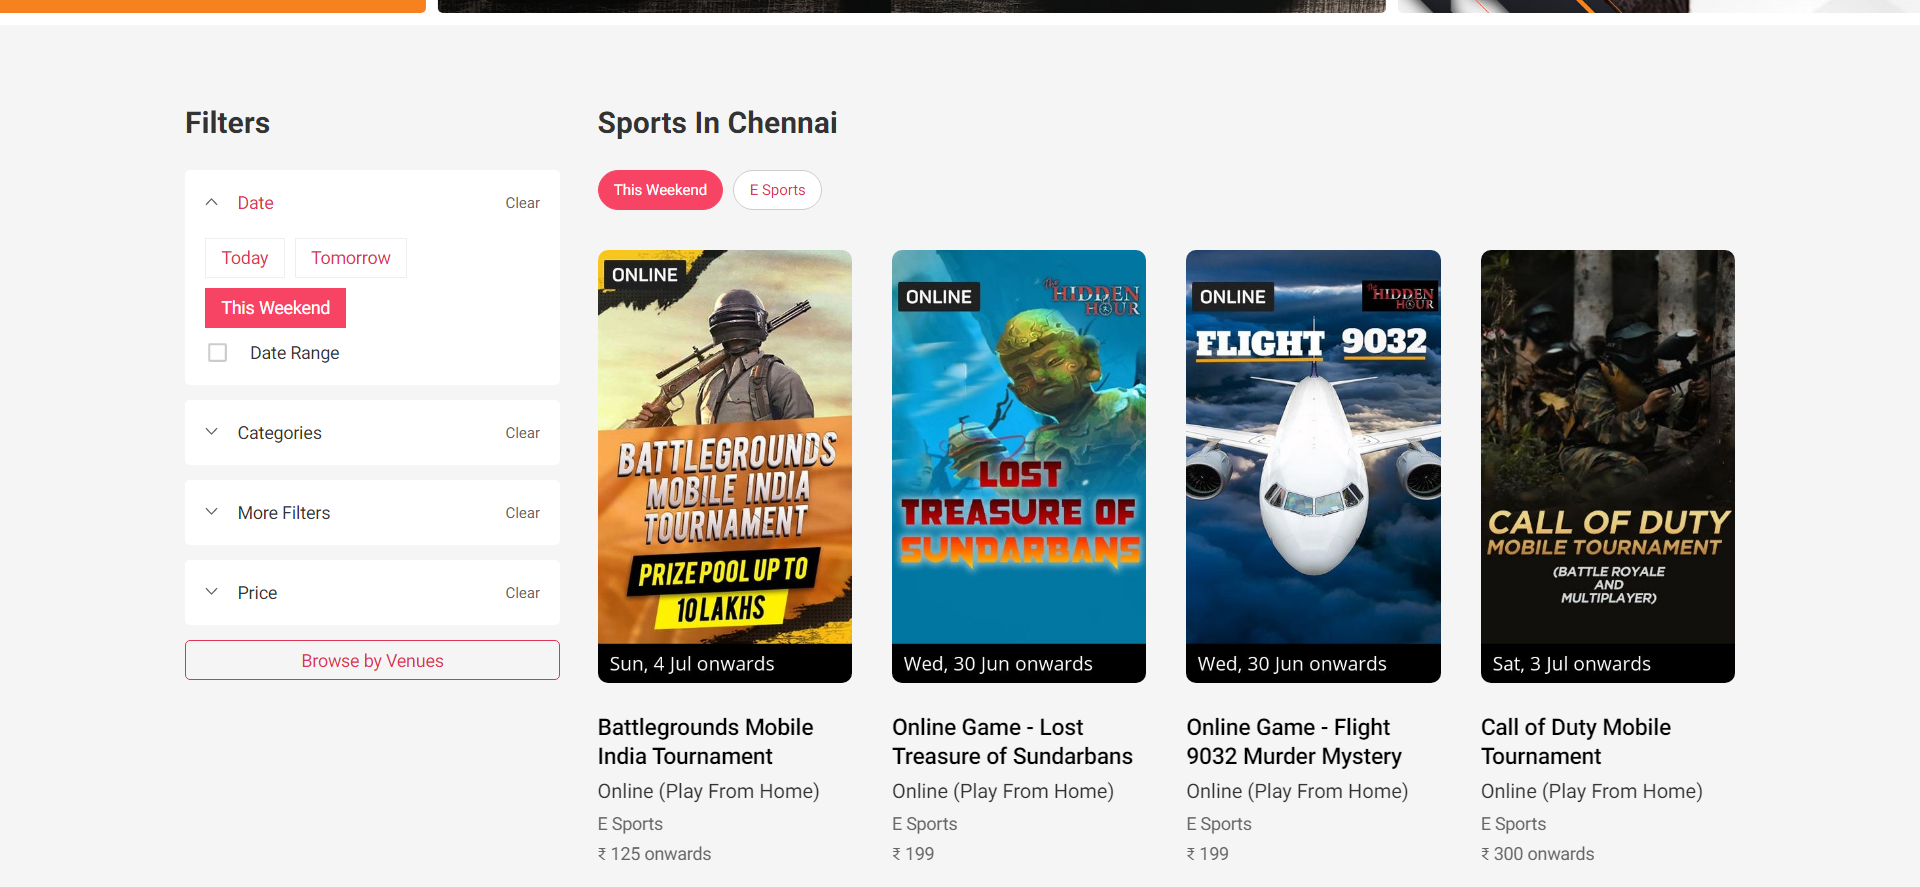 Filters
Date
Clear
Today
Tomorrow
This Weekend
Date Range
Categories
Clear
More Filters
Clear
Price
Clear
Browse by Venues
Sports In Chennai
This Weekend
E Sports
ONLINE
BATTLEGROUNDS
MOBILE INDIA
TOURNAMENT
PRIZE POOL UP TO
10 LAKHS
Sun, 4 Jul onwards
Battlegrounds Mobile
India Tournament
Online (Play From Home)
E Sports
₹ 125 onwards
ONLINE
The
HIDDEN
HOUR
LOST
TREASURE OF
SUNDARBANS
Wed, 30 Jun onwards
Online Game - Lost
Treasure of Sundarbans
Online (Play From Home)
E Sports
₹ 199
ONLINE
The
HIDDEN
HOUR
FLIGHT 9032
Wed, 30 Jun onwards
Online Game - Flight
9032 Murder Mystery
Online (Play From Home)
E Sports
₹ 199
CALL OF DUTY
MOBILE TOURNAMENT
(BATTLE ROYALE
AND
MULTIPLAYER)
Sat, 3 Jul onwards
Call of Duty Mobile
Tournament
Online (Play From Home)
E Sports
₹ 300 onwards